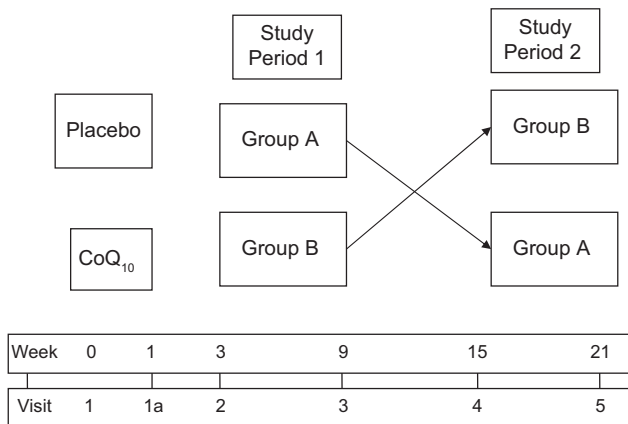 Study
Period 1
Study
Period 2
Placebo
Group A
Group B
CoQ₁₀
Group B
Group A
Week 0 1 3 9 15 21
Visit 1 1a 2 3 4 5